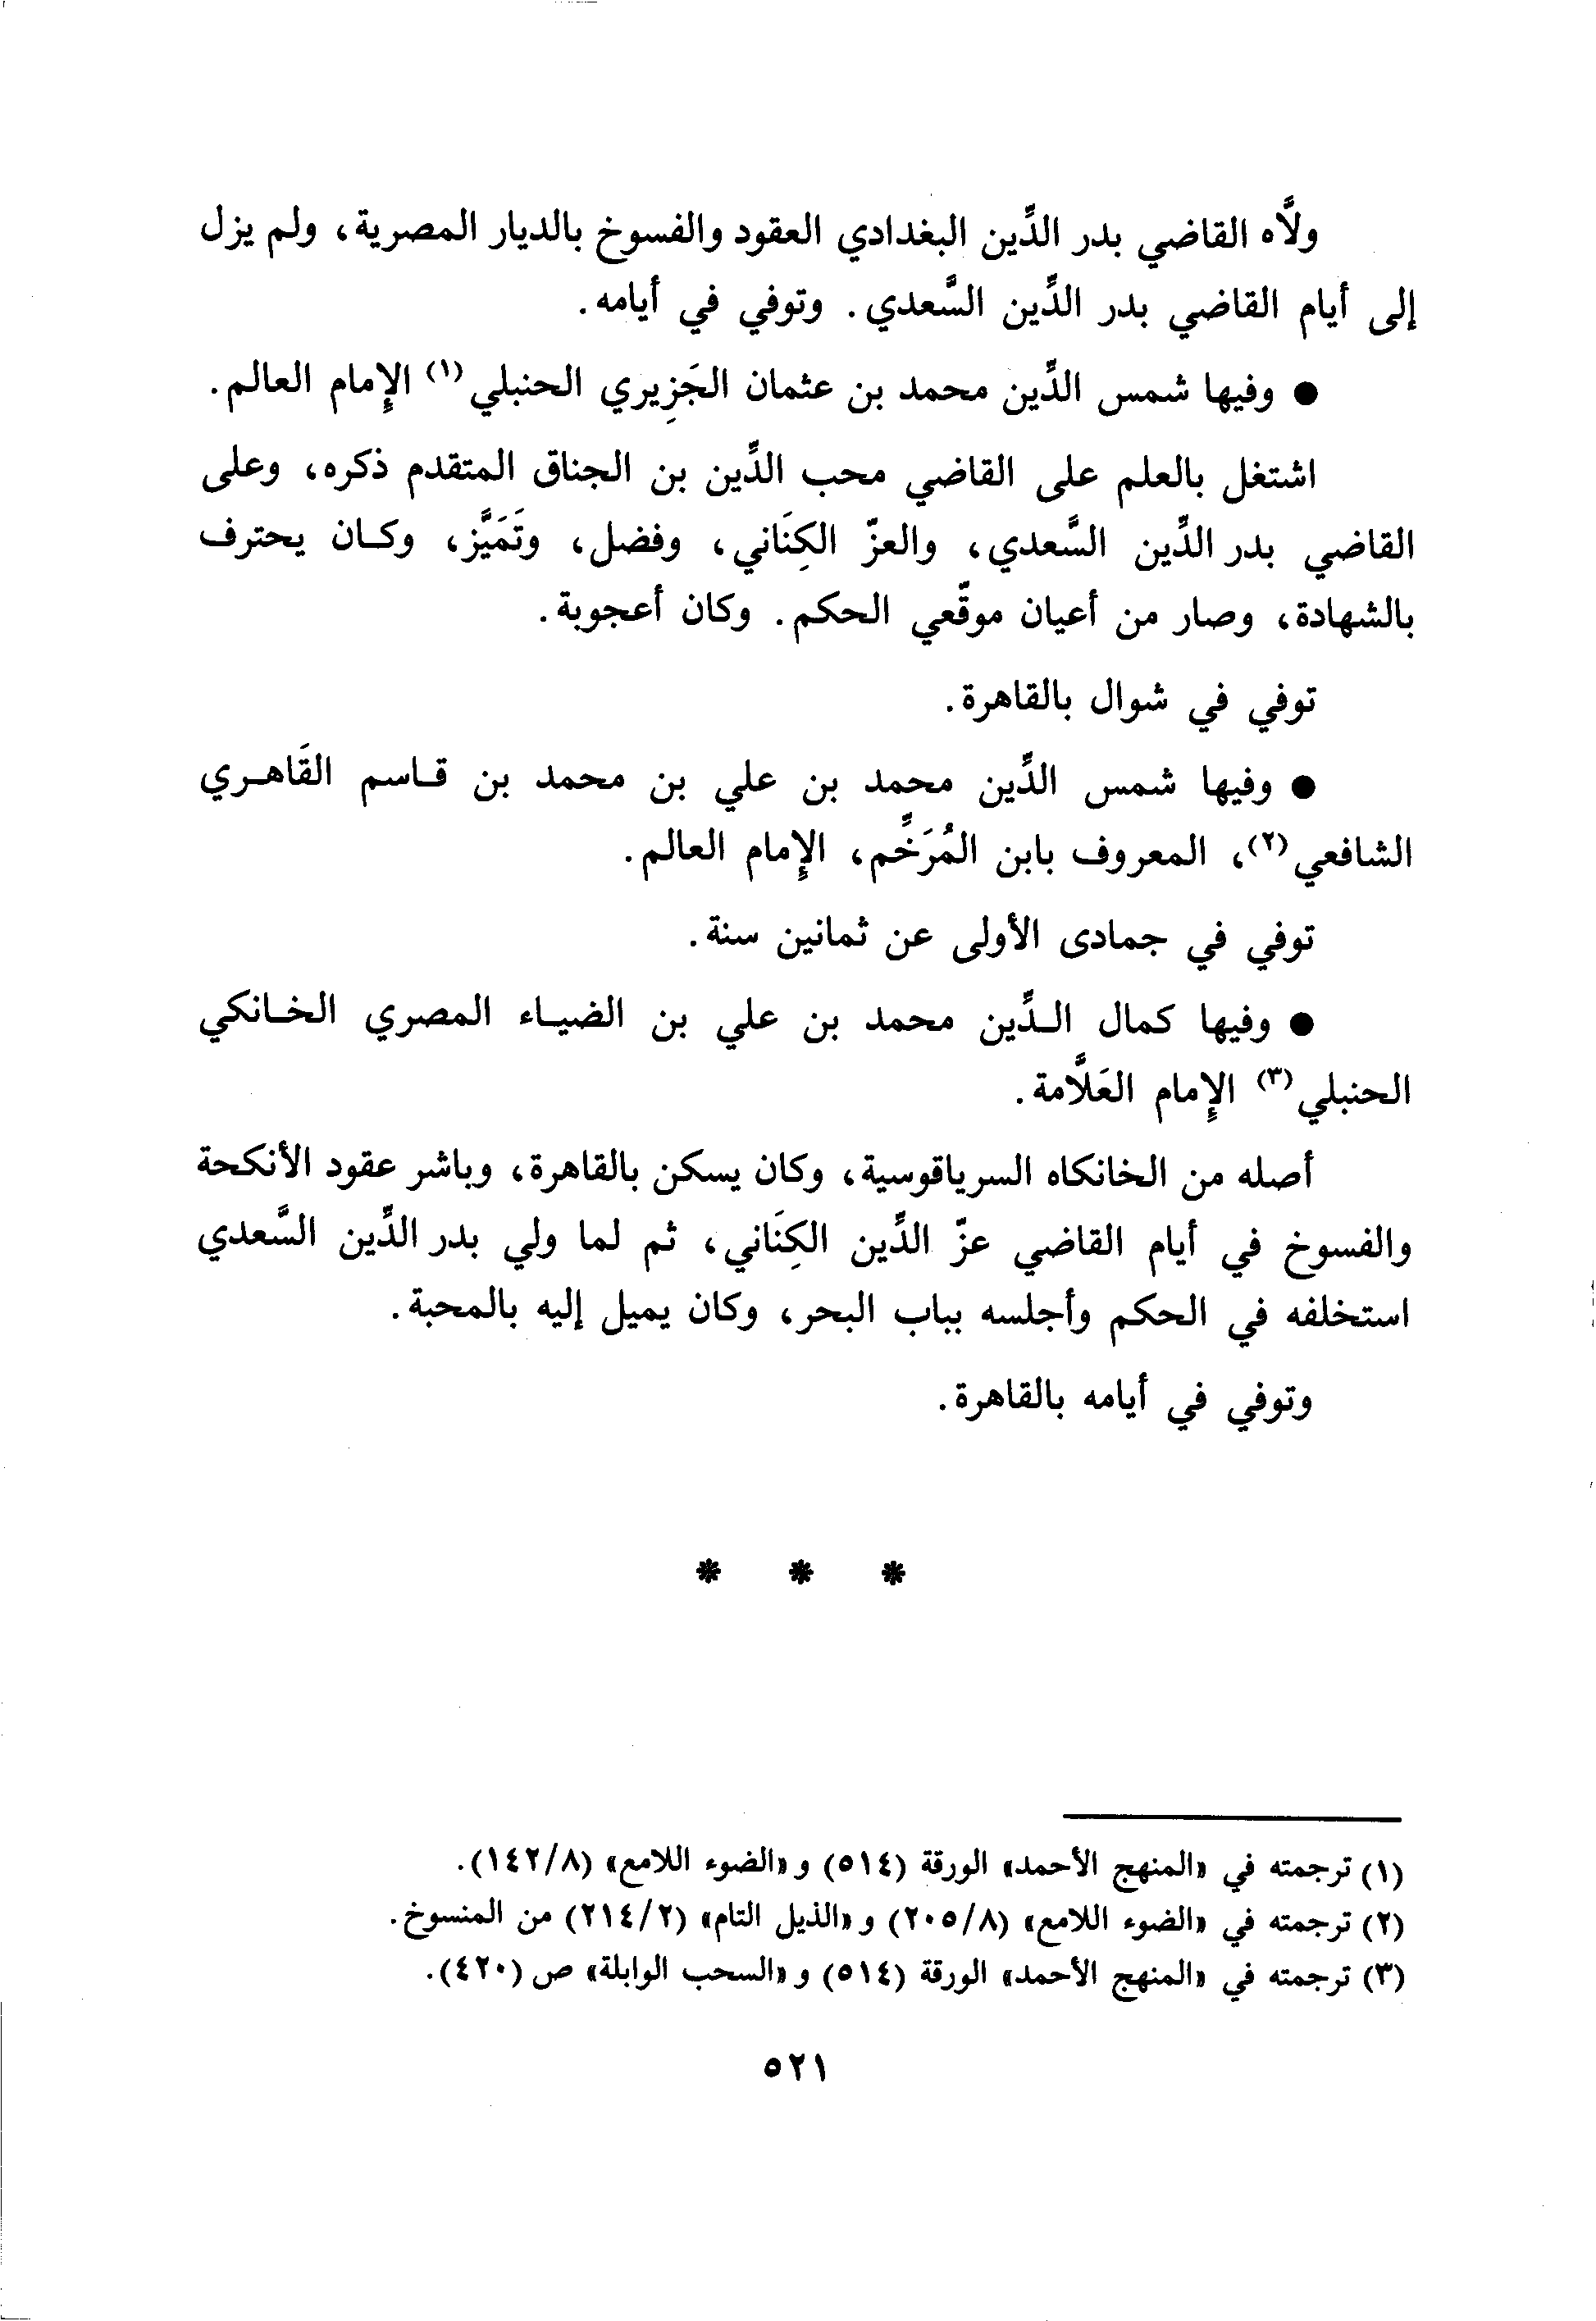 ولَّاه القاضي بدر الدِّين البغدادي العقود والفسوخ بالديار المصرية، ولم يزل
إلى أيام القاضي بدر الدِّين السَّعدي. وتوفي في أيامه.
● وفيها شمس الدِّين محمد بن عثمان الجَزِيري الحنبلي(١) الإِمام العالم.
اشتغل بالعلم على القاضي محب الدِّين بن الجناق المتقدم ذكره، وعلى
القاضي بدر الدِّين السَّعدي، والعزّ الكِنَاني، وفضل، وتَمَيَّز، وكان يحترف
بالشهادة، وصار من أعيان موقّعي الحكم. وكان أعجوبة.
توفي في شوال بالقاهرة.
● وفيها شمس الدِّين محمد بن علي بن محمد بن قاسم القَاهري
الشافعي(٢)، المعروف بابن المُرَخِّم، الإِمام العالم.
توفي في جمادى الأولى عن ثمانين سنة.
● وفيها كمال الدِّين محمد بن علي بن الضياء المصري الخانكي
الحنبلي(٣) الإِمام العَلَّامة.
أصله من الخانكاه السرياقوسية، وكان يسكن بالقاهرة، وباشر عقود الأنكحة
والفسوخ في أيام القاضي عزّ الدِّين الكِنَاني، ثم لما ولي بدر الدِّين السَّعدي
استخلفه في الحكم وأجلسه بباب البحر، وكان يميل إليه بالمحبة.
وتوفي في أيامه بالقاهرة.
* * *
(١) ترجمته في «المنهج الأحمد» الورقة (٥١٤) و «الضوء اللامع» (١٤٢/٨).
(٢) ترجمته في «الضوء اللامع» (٢٠٥/٨) و «الذيل التام» (٢١٤/٢) من المنسوخ.
(٣) ترجمته في «المنهج الأحمد» الورقة (٥١٤) و «السحب الوابلة» ص (٤٢٠).
٥٢١